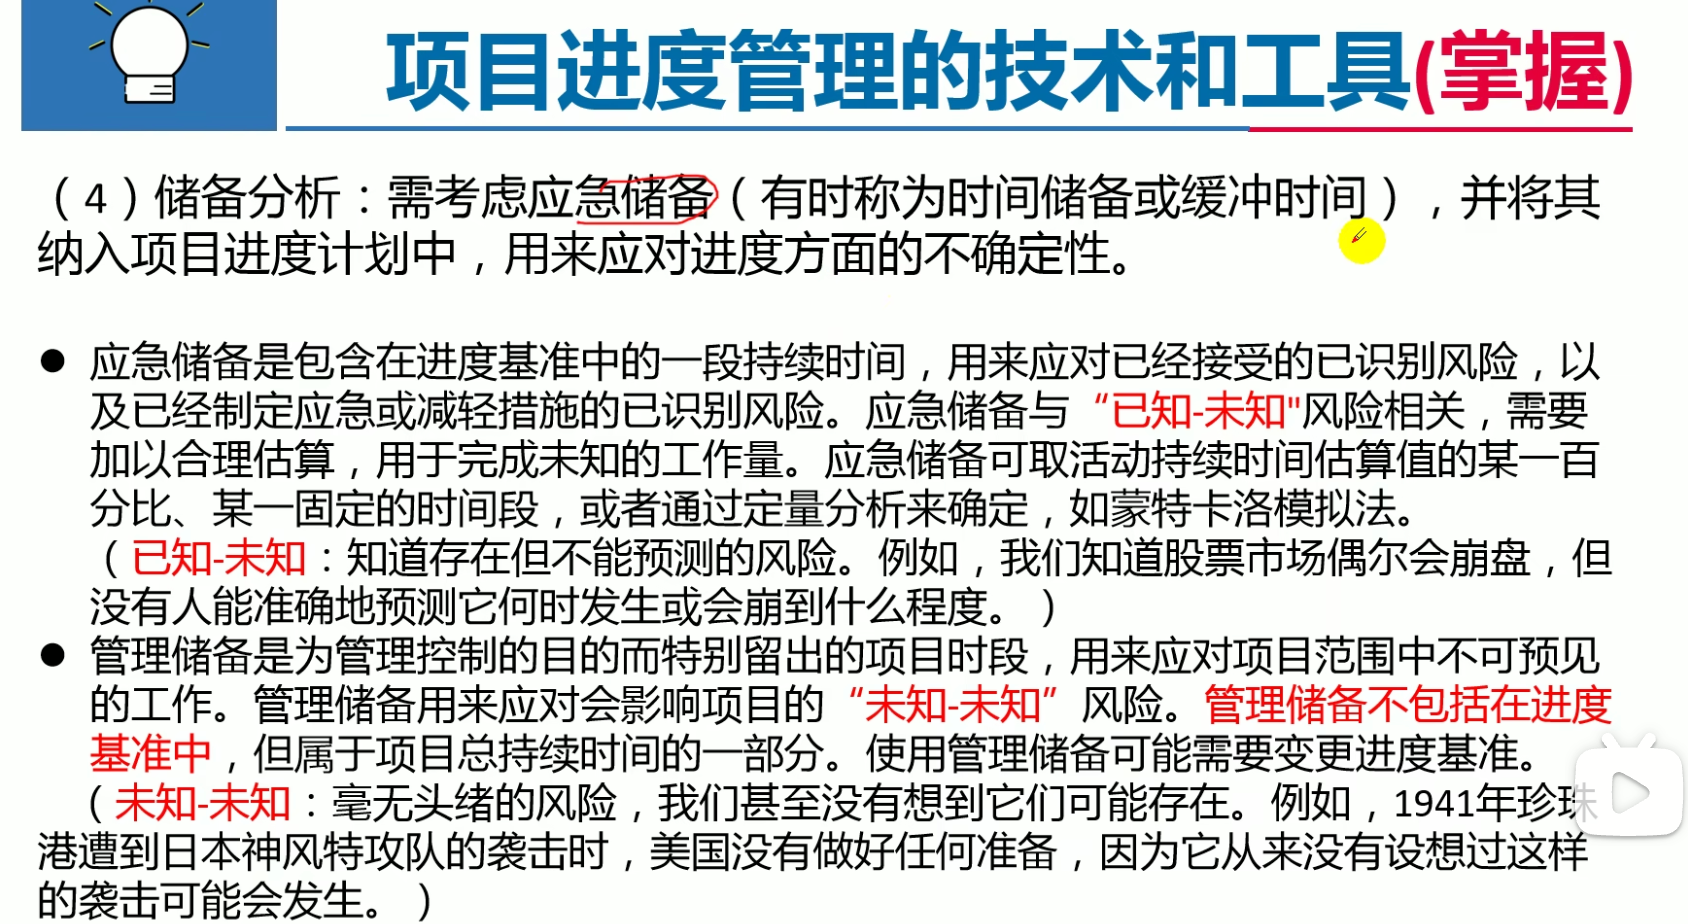 项目进度管理的技术和工具(掌握)
（4）储备分析：需考虑应急储备（有时称为时间储备或缓冲时间），并将其
纳入项目进度计划中，用来应对进度方面的不确定性。
● 应急储备是包含在进度基准中的一段持续时间，用来应对已经接受的已识别风险，以
及已经制定应急或减轻措施的已识别风险。应急储备与“已知-未知"风险相关，需要
加以合理估算，用于完成未知的工作量。应急储备可取活动持续时间估算值的某一百
分比、某一固定的时间段，或者通过定量分析来确定，如蒙特卡洛模拟法。
（已知-未知：知道存在但不能预测的风险。例如，我们知道股票市场偶尔会崩盘，但
没有人能准确地预测它何时发生或会崩到什么程度。）
● 管理储备是为管理控制的目的而特别留出的项目时段，用来应对项目范围中不可预见
的工作。管理储备用来应对会影响项目的“未知-未知”风险。管理储备不包括在进度
基准中，但属于项目总持续时间的一部分。使用管理储备可能需要变更进度基准。
（未知-未知：毫无头绪的风险，我们甚至没有想到它们可能存在。例如，1941年珍珠
港遭到日本神风特攻队的袭击时，美国没有做好任何准备，因为它从来没有设想过这样
的袭击可能会发生。）